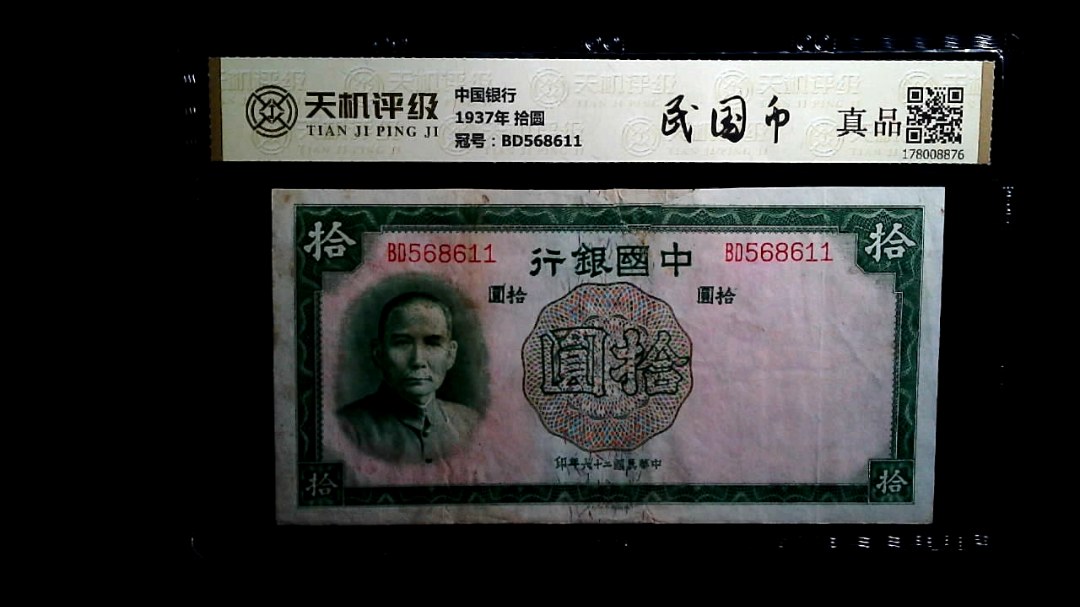 天机评级
TIAN JI PING JI
中国银行
1937年 拾圆
冠号：BD568611
民国币
真品
178008876
拾
BD568611
行銀國中
BD568611
拾
圓拾
圓拾
圓拾
印年六十二國民華中
拾
拾